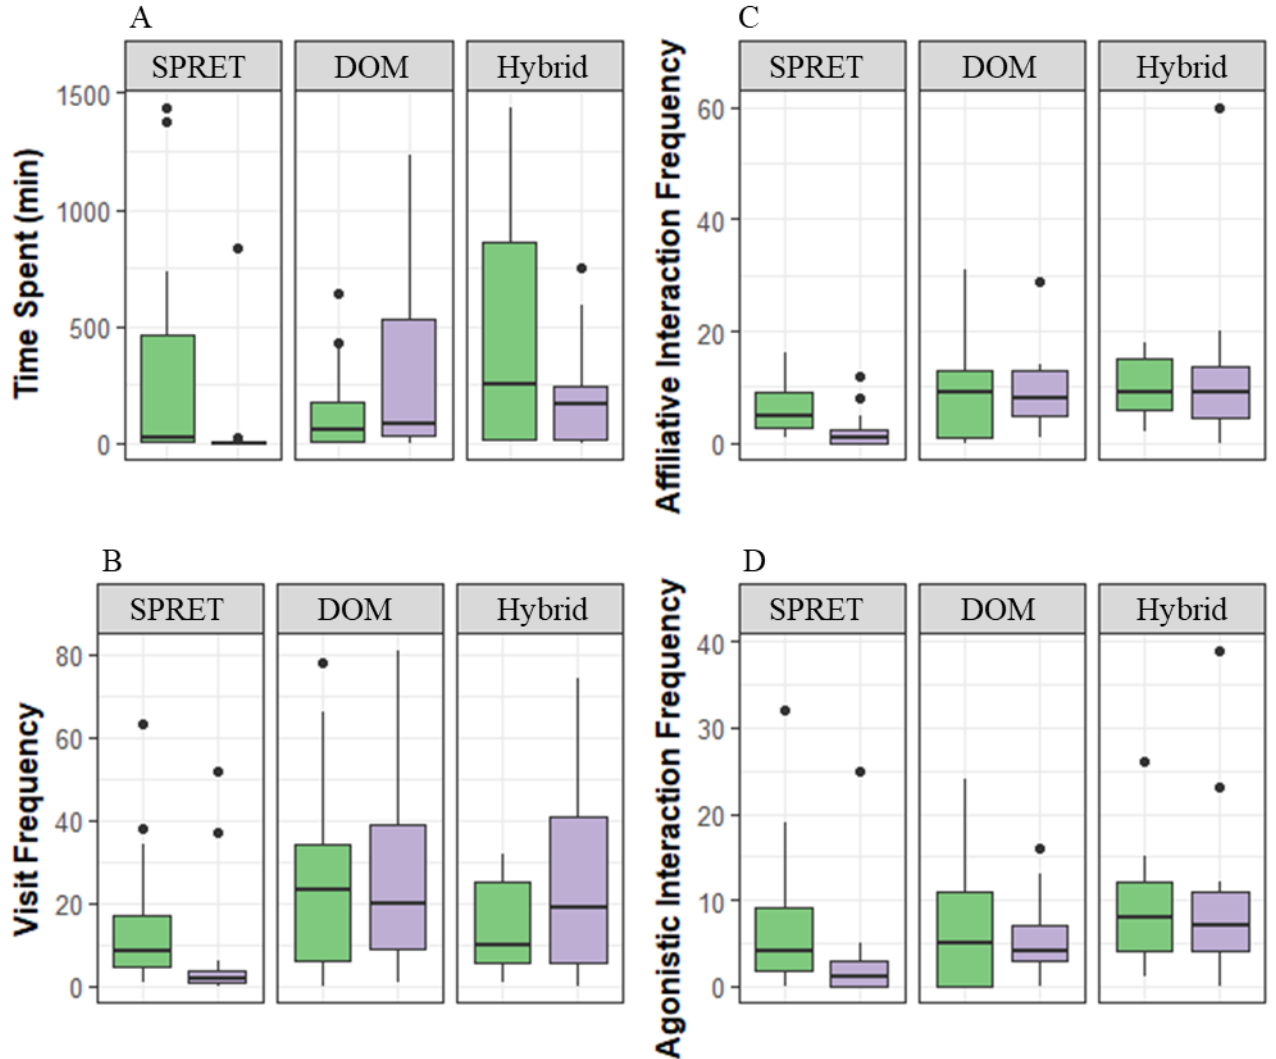 A
SPRET DOM Hybrid
Time Spent (min)
1500
1000
500
0
C
SPRET DOM Hybrid
Affiliative Interaction Frequency
60
40
20
0
B
SPRET DOM Hybrid
Visit Frequency
80
60
40
20
0
D
SPRET DOM Hybrid
Agonistic Interaction Frequency
40
30
20
10
0